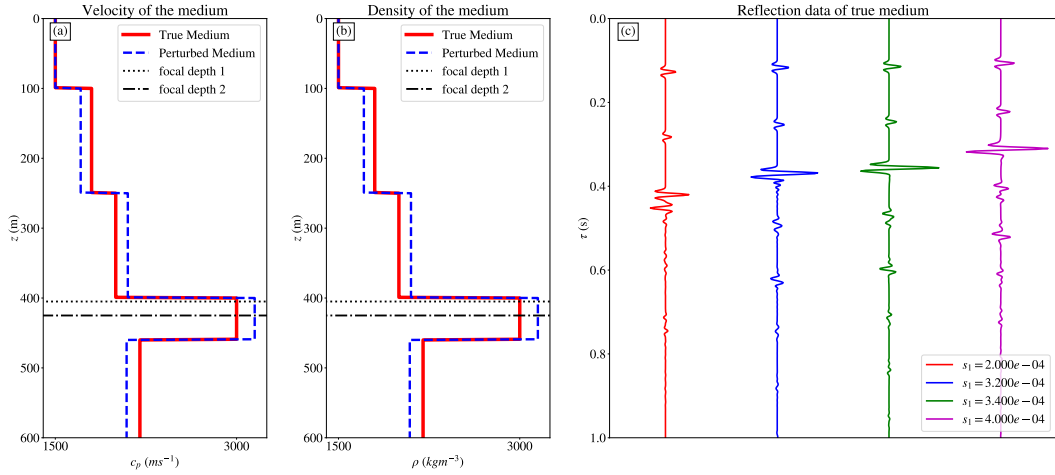 Velocity of the medium
(a)
True Medium
Perturbed Medium
focal depth 1
focal depth 2
0
100
200
300
400
500
600
z (m)
1500
3000
c_p (ms^{-1})
Density of the medium
(b)
True Medium
Perturbed Medium
focal depth 1
focal depth 2
0
100
200
300
400
500
600
z (m)
1500
3000
ρ (kgm^{-3})
Reflection data of true medium
(c)
0.0
0.2
0.4
0.6
0.8
1.0
τ (s)
s_1 = 2.000e − 04
s_1 = 3.200e − 04
s_1 = 3.400e − 04
s_1 = 4.000e − 04